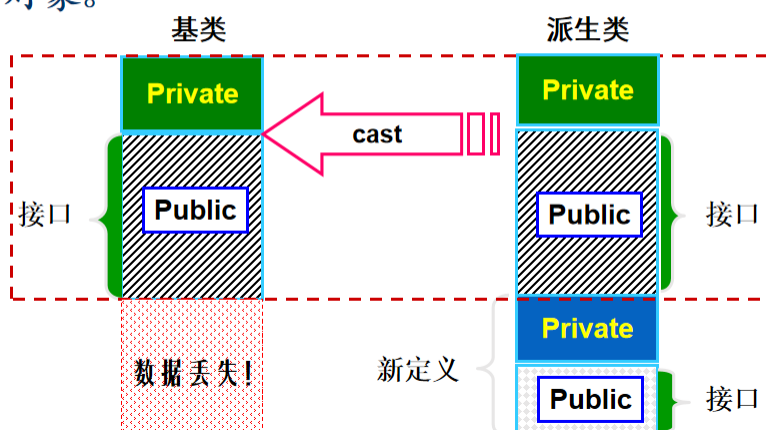 对象。
基类
派生类
Private
Private
cast
接口
Public
Public
接口
Private
数据丢失!
新定义
Public
接口